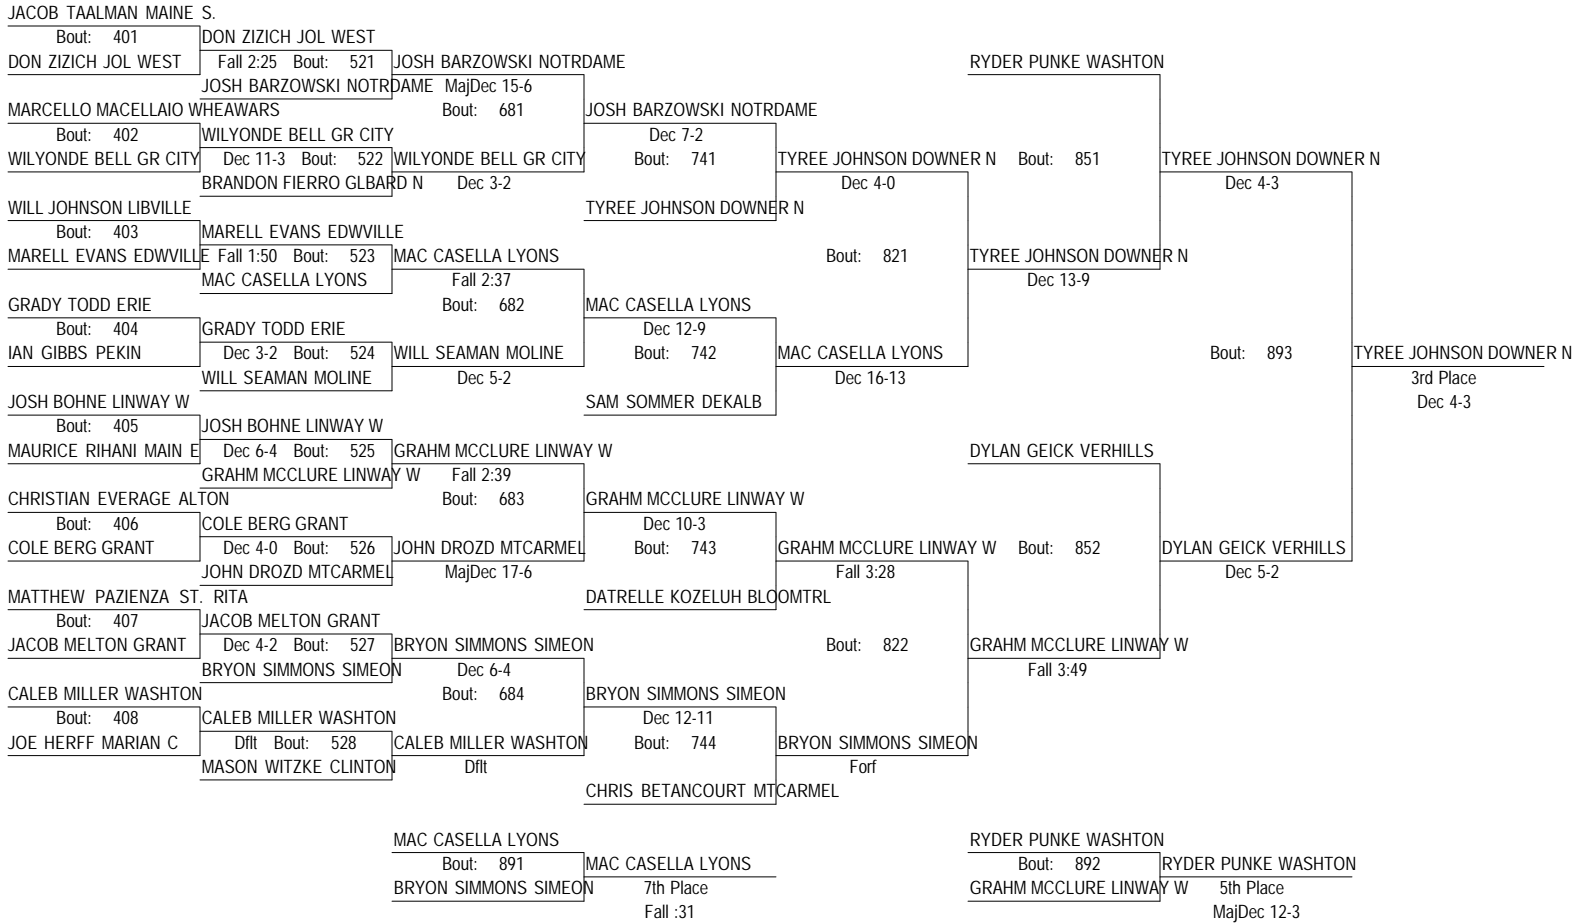 JACOB TAALMAN MAINE S.
Bout: 401 DON ZIZICH JOL WEST
DON ZIZICH JOL WEST Fall 2:25 Bout: 521 JOSH BARZOWSKI NOTRDAME RYDER PUNKE WASHTON
JOSH BARZOWSKI NOTRDAME MajDec 15-6
MARCELLO MACELLAIO WHEAWARS Bout: 681 JOSH BARZOWSKI NOTRDAME
Bout: 402 WILYONDE BELL GR CITY Dec 7-2
WILYONDE BELL GR CITY Dec 11-3 Bout: 522 WILYONDE BELL GR CITY Bout: 741 TYREE JOHNSON DOWNER N Bout: 851 TYREE JOHNSON DOWNER N
BRANDON FIERRO GLBARD N Dec 3-2 Dec 4-0 Dec 4-3
WILL JOHNSON LIBVILLE TYREE JOHNSON DOWNER N
Bout: 403 MARELL EVANS EDWVILLE
MARELL EVANS EDWVILLE Fall 1:50 Bout: 523 MAC CASELLA LYONS Bout: 821 TYREE JOHNSON DOWNER N
MAC CASELLA LYONS Fall 2:37 Dec 13-9
GRADY TODD ERIE Bout: 682 MAC CASELLA LYONS
Bout: 404 GRADY TODD ERIE Dec 12-9
IAN GIBBS PEKIN Dec 3-2 Bout: 524 WILL SEAMAN MOLINE Bout: 742 MAC CASELLA LYONS Bout: 893 TYREE JOHNSON DOWNER N
WILL SEAMAN MOLINE Dec 5-2 Dec 16-13 3rd Place
JOSH BOHNE LINWAY W SAM SOMMER DEKALB Dec 4-3
Bout: 405 JOSH BOHNE LINWAY W
MAURICE RIHANI MAIN E Dec 6-4 Bout: 525 GRAHM MCCLURE LINWAY W DYLAN GEICK VERHILLS
GRAHM MCCLURE LINWAY W Fall 2:39
CHRISTIAN EVERAGE ALTON Bout: 683 GRAHM MCCLURE LINWAY W
Bout: 406 COLE BERG GRANT Dec 10-3
COLE BERG GRANT Dec 4-0 Bout: 526 JOHN DROZD MTCARMEL Bout: 743 GRAHM MCCLURE LINWAY W Bout: 852 DYLAN GEICK VERHILLS
JOHN DROZD MTCARMEL MajDec 17-6 Fall 3:28 Dec 5-2
MATTHEW PAZIENZA ST. RITA DATRELLE KOZELUH BLOOMTRL
Bout: 407 JACOB MELTON GRANT
JACOB MELTON GRANT Dec 4-2 Bout: 527 BRYON SIMMONS SIMEON Bout: 822 GRAHM MCCLURE LINWAY W
BRYON SIMMONS SIMEON Dec 6-4 Fall 3:49
CALEB MILLER WASHTON Bout: 684 BRYON SIMMONS SIMEON
Bout: 408 CALEB MILLER WASHTON Dec 12-11
JOE HERFF MARIAN C Dflt Bout: 528 CALEB MILLER WASHTON Bout: 744 BRYON SIMMONS SIMEON
MASON WITZKE CLINTON Dflt Forf
CHRIS BETANCOURT MTCARMEL
MAC CASELLA LYONS RYDER PUNKE WASHTON
Bout: 891 MAC CASELLA LYONS Bout: 892 RYDER PUNKE WASHTON
BRYON SIMMONS SIMEON 7th Place GRAHM MCCLURE LINWAY W 5th Place
Fall :31 MajDec 12-3